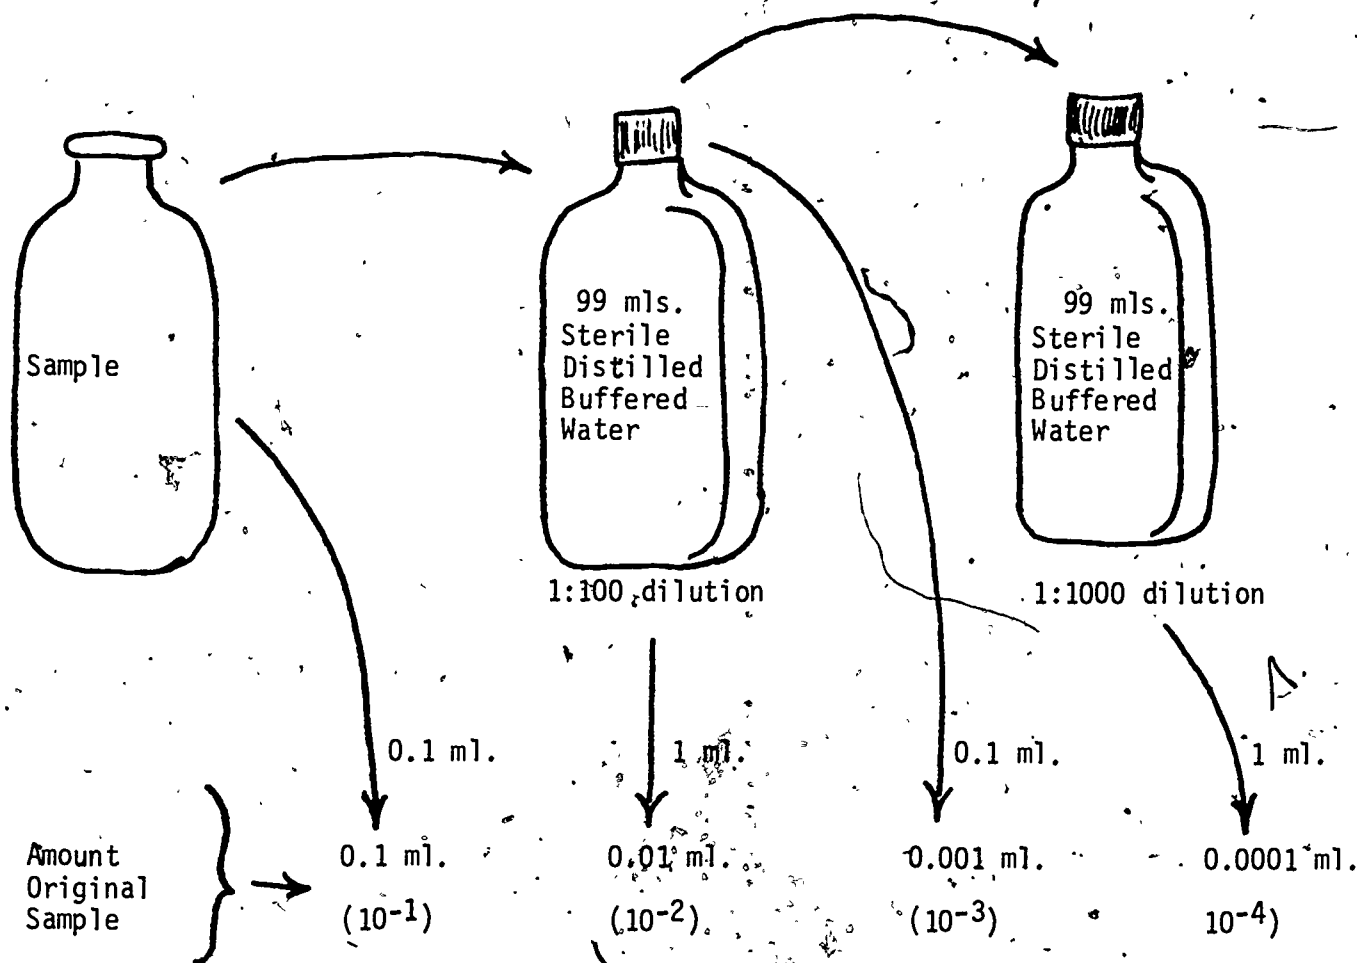 Sample
99 mls.
Sterile
Distilled
Buffered
Water
99 mls.
Sterile
Distilled
Buffered
Water
1:100 dilution
1:1000 dilution
0.1 ml.
1 ml.
0.1 ml.
1 ml.
Amount
Original
Sample
0.1 ml.
0.01 ml.
0.001 ml.
0.0001 ml.
(10⁻¹)
(10⁻²)
(10⁻³)
10⁻⁴)